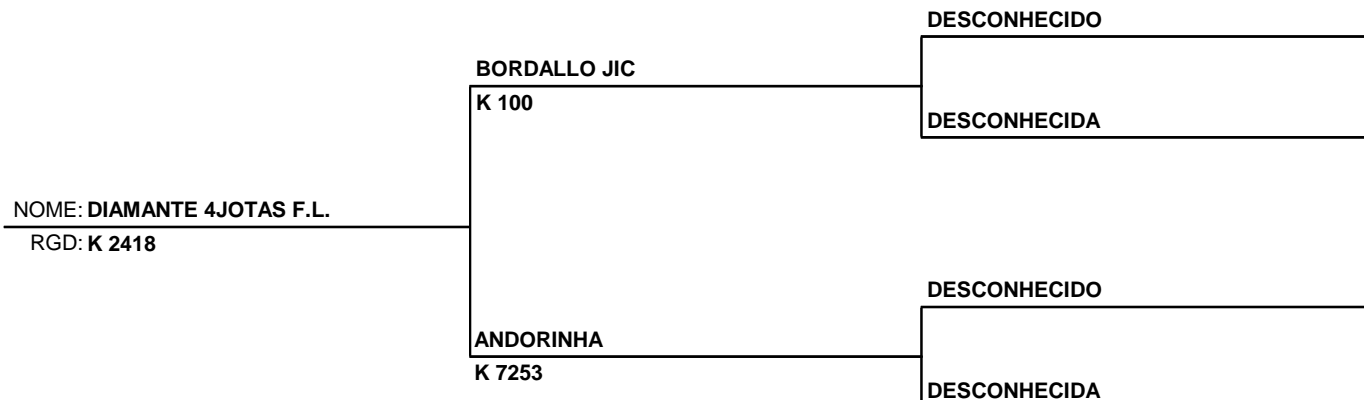 DESCONHECIDO
BORDALLO JIC
K 100
DESCONHECIDA
NOME: DIAMANTE 4JOTAS F.L.
RGD: K 2418
DESCONHECIDO
ANDORINHA
K 7253
DESCONHECIDA